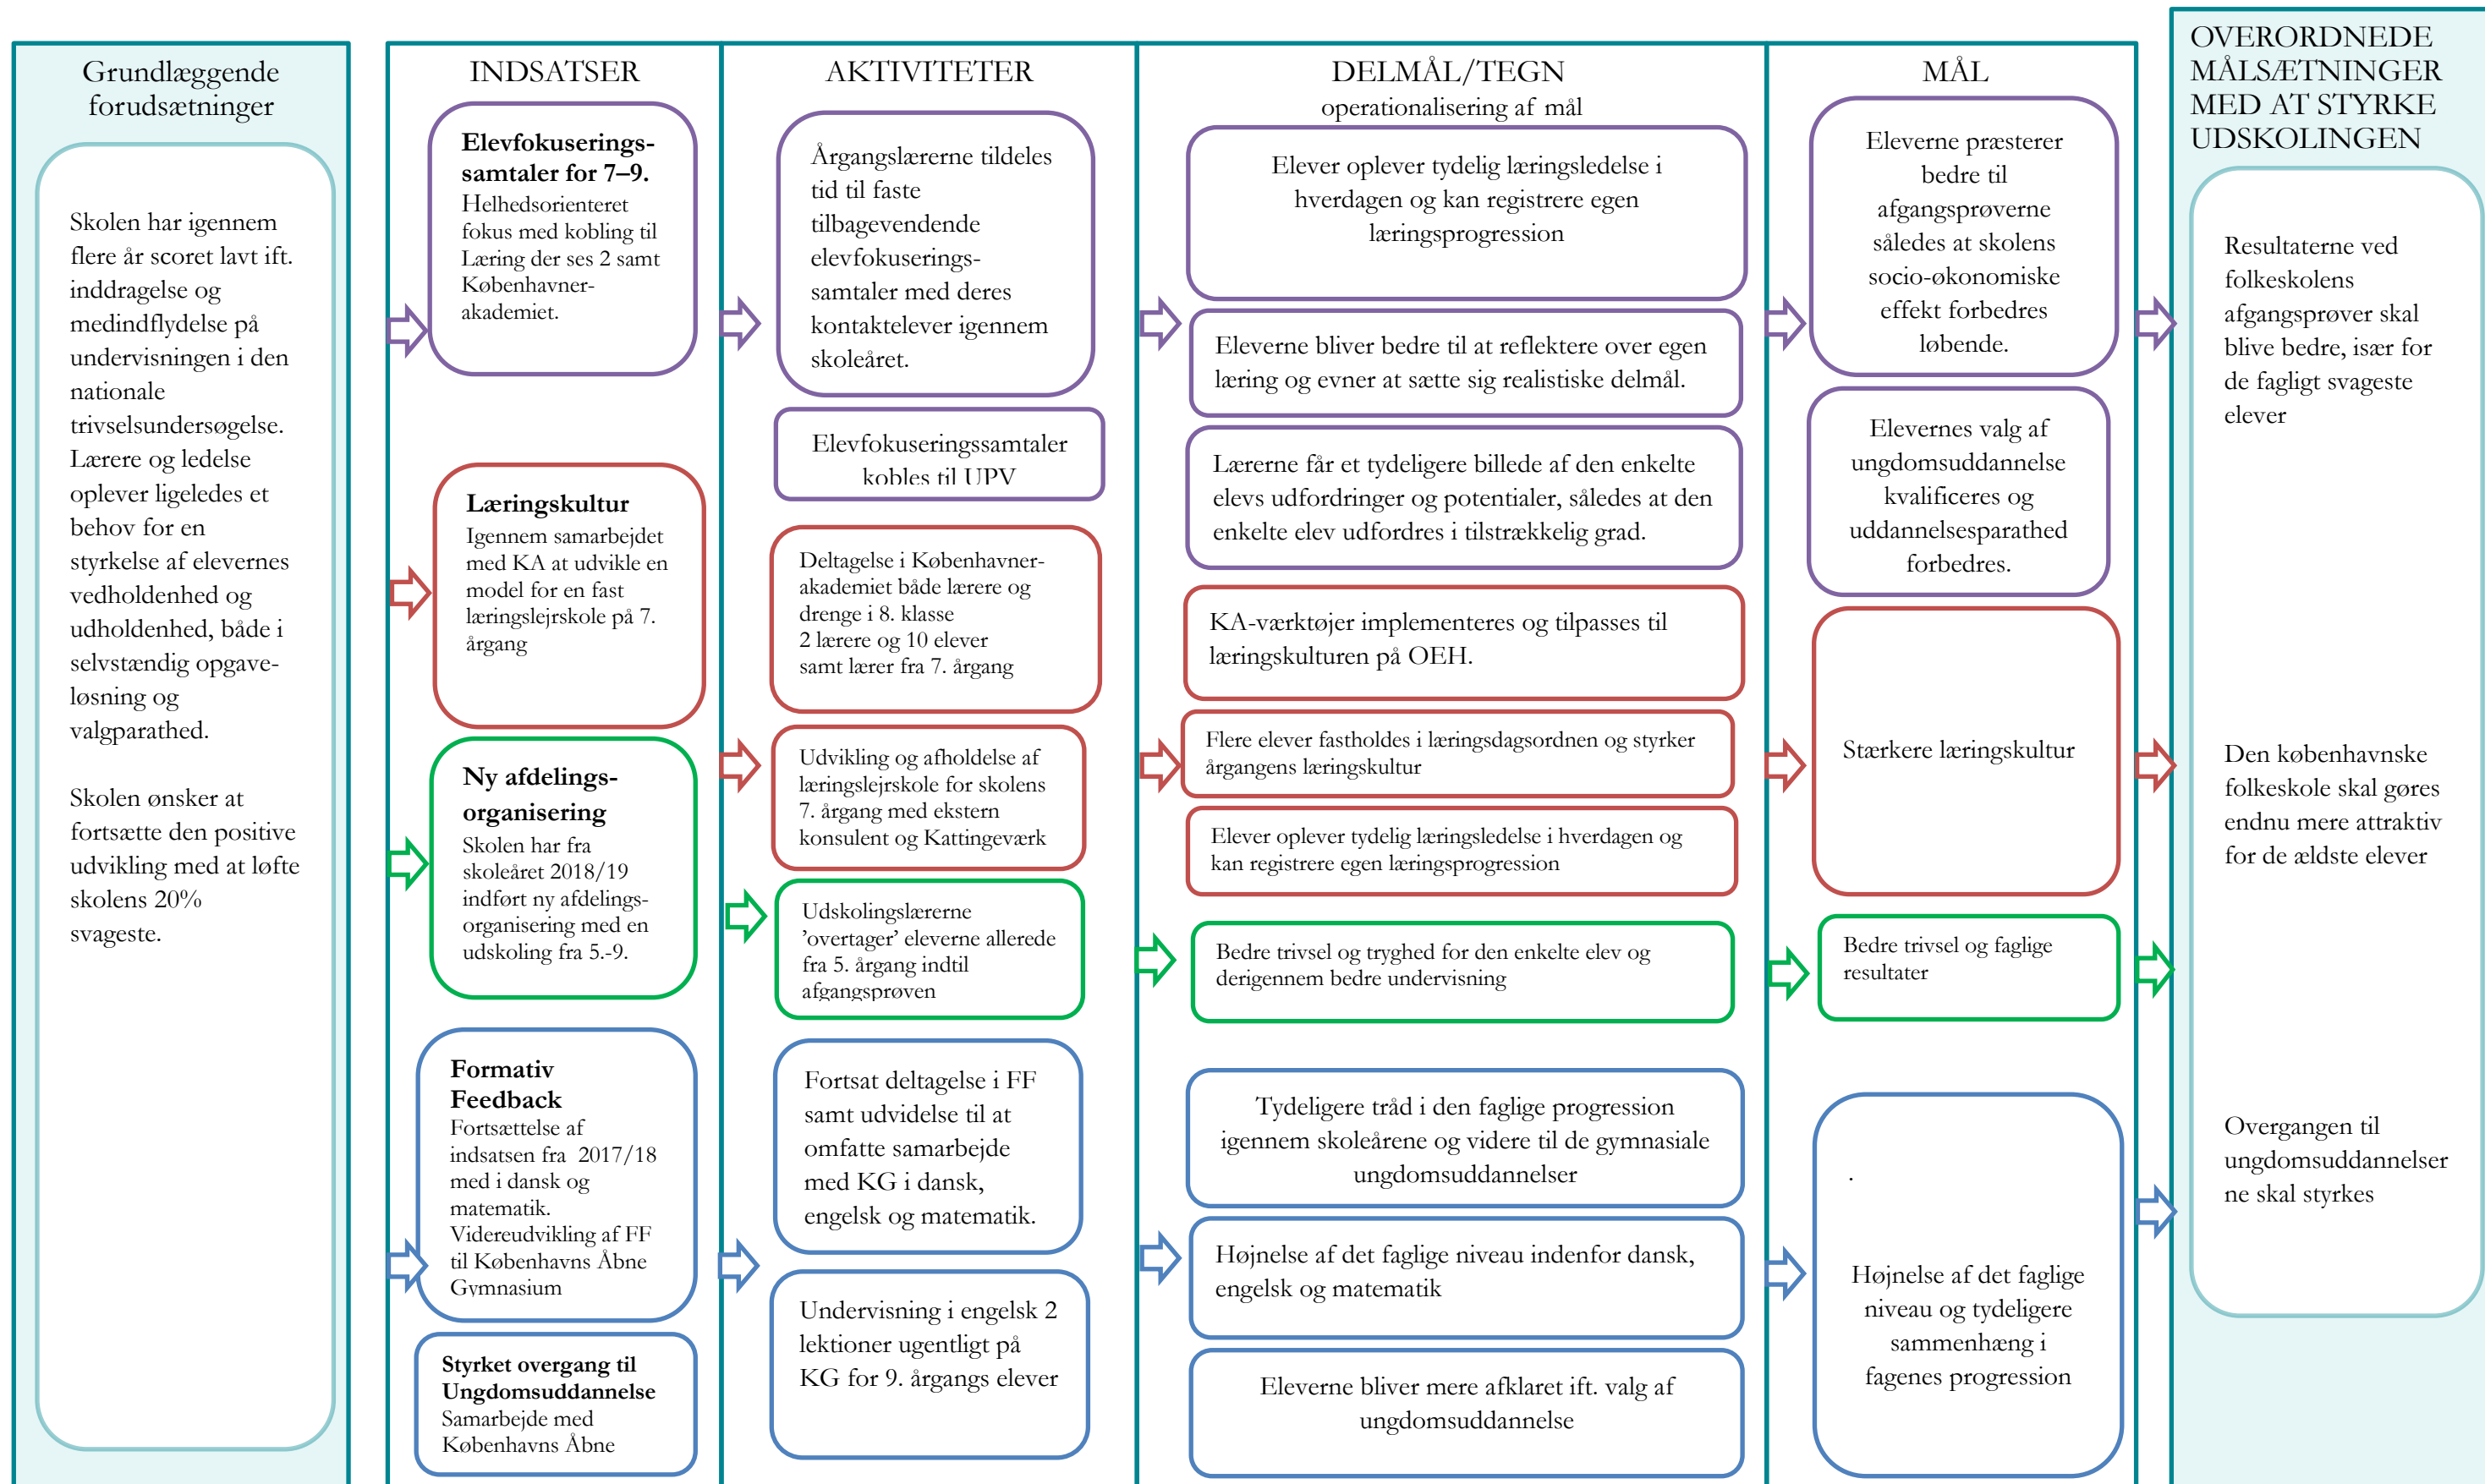 Grundlæggende
forudsætninger
Skolen har igennem
flere år scoret lavt ift.
inddragelse og
medindflydelse på
undervisningen i den
nationale
trivselsundersøgelse.
Lærere og ledelse
oplever ligeledes et
behov for en
styrkelse af elevernes
vedholdenhed og
udholdenhed, både i
selvstændig opgave-
løsning og
valgparathed.
Skolen ønsker at
fortsætte den positive
udvikling med at løfte
skolens 20%
svageste.
INDSATSER
Elevfokuserings-
samtaler for 7–9.
Helhedsorienteret
fokus med kobling til
Læring der ses 2 samt
Københavner-
akademiet.
Læringskultur
Igennem samarbejdet
med KA at udvikle en
model for en fast
læringslejrskole på 7.
årgang
Ny afdelings-
organisering
Skolen har fra
skoleåret 2018/19
indført ny afdelings-
organisering med en
udskoling fra 5.-9.
Formativ
Feedback
Fortsættelse af
indsatsen fra 2017/18
med i dansk og
matematik.
Videreudvikling af FF
til Københavns Åbne
Gymnasium
Styrket overgang til
Ungdomsuddannelse
Samarbejde med
Københavns Åbne
AKTIVITETER
Årgangslærerne tildeles
tid til faste
tilbagevendende
elevfokuserings-
samtaler med deres
kontaktelever igennem
skoleåret.
Elevfokuseringssamtaler
kobles til UPV
Deltagelse i Københavner-
akademiet både lærere og
drenge i 8. klasse
2 lærere og 10 elever
samt lærer fra 7. årgang
Udvikling og afholdelse af
læringslejrskole for skolens
7. årgang med ekstern
konsulent og Kattingeværk
Udskolingslærerne
’overtager’ eleverne allerede
fra 5. årgang indtil
afgangsprøven
Fortsat deltagelse i FF
samt udvidelse til at
omfatte samarbejde
med KG i dansk,
engelsk og matematik.
Undervisning i engelsk 2
lektioner ugentligt på
KG for 9. årgangs elever
DELMÅL/TEGN
operationalisering af mål
Elever oplever tydelig læringsledelse i
hverdagen og kan registrere egen
læringsprogression
Eleverne bliver bedre til at reflektere over egen
læring og evner at sætte sig realistiske delmål.
Lærerne får et tydeligere billede af den enkelte
elevs udfordringer og potentialer, således at den
enkelte elev udfordres i tilstrækkelig grad.
KA-værktøjer implementeres og tilpasses til
læringskulturen på OEH.
Flere elever fastholdes i læringsdagsordnen og styrker
årgangens læringskultur
Elever oplever tydelig læringsledelse i hverdagen og
kan registrere egen læringsprogression
Bedre trivsel og tryghed for den enkelte elev og
derigennem bedre undervisning
Tydeligere tråd i den faglige progression
igennem skoleårene og videre til de gymnasiale
ungdomsuddannelser
Højnelse af det faglige niveau indenfor dansk,
engelsk og matematik
Eleverne bliver mere afklaret ift. valg af
ungdomsuddannelse
MÅL
Eleverne præsterer
bedre til
afgangsprøverne
således at skolens
socio-økonomiske
effekt forbedres
løbende.
Elevernes valg af
ungdomsuddannelse
kvalificeres og
uddannelsesparathed
forbedres.
Stærkere læringskultur
Bedre trivsel og faglige
resultater
.
Højnelse af det faglige
niveau og tydeligere
sammenhæng i
fagenes progression
OVERORDNEDE
MÅLSÆTNINGER
MED AT STYRKE
UDSKOLINGEN
Resultaterne ved
folkeskolens
afgangsprøver skal
blive bedre, især for
de fagligt svageste
elever
Den københavnske
folkeskole skal gøres
endnu mere attraktiv
for de ældste elever
Overgangen til
ungdomsuddannelser
ne skal styrkes